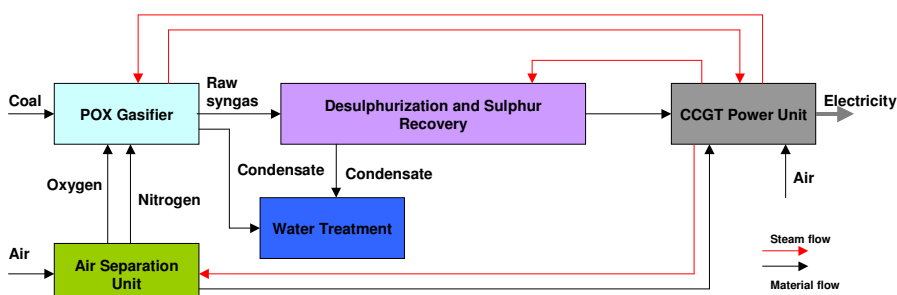 Coal
POX Gasifier
Raw
syngas
Desulphurization and Sulphur
Recovery
CCGT Power Unit
Electricity
Oxygen
Nitrogen
Condensate
Condensate
Air
Water Treatment
Air
Air Separation
Unit
Steam flow
Material flow